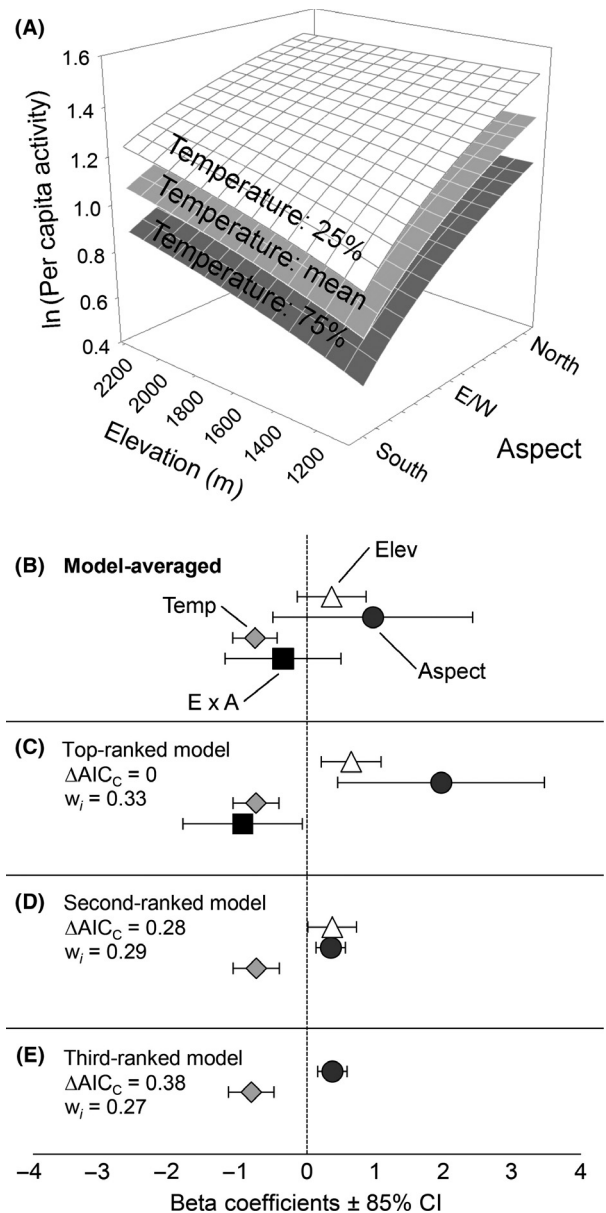 (A)
1.6
1.4
1.2
1.0
0.8
0.6
0.4
ln (Per capita activity)
Temperature: 25%
Temperature: mean
Temperature: 75%
2200
2000
1800
1600
1400
1200
Elevation (m)
North
E/W
South
Aspect
(B) Model-averaged
Elev
Temp
Aspect
E x A
(C) Top-ranked model
ΔAIC_C = 0
w_i = 0.33
(D) Second-ranked model
ΔAIC_C = 0.28
w_i = 0.29
(E) Third-ranked model
ΔAIC_C = 0.38
w_i = 0.27
–4 –3 –2 –1 0 1 2 3 4
Beta coefficients ± 85% CI